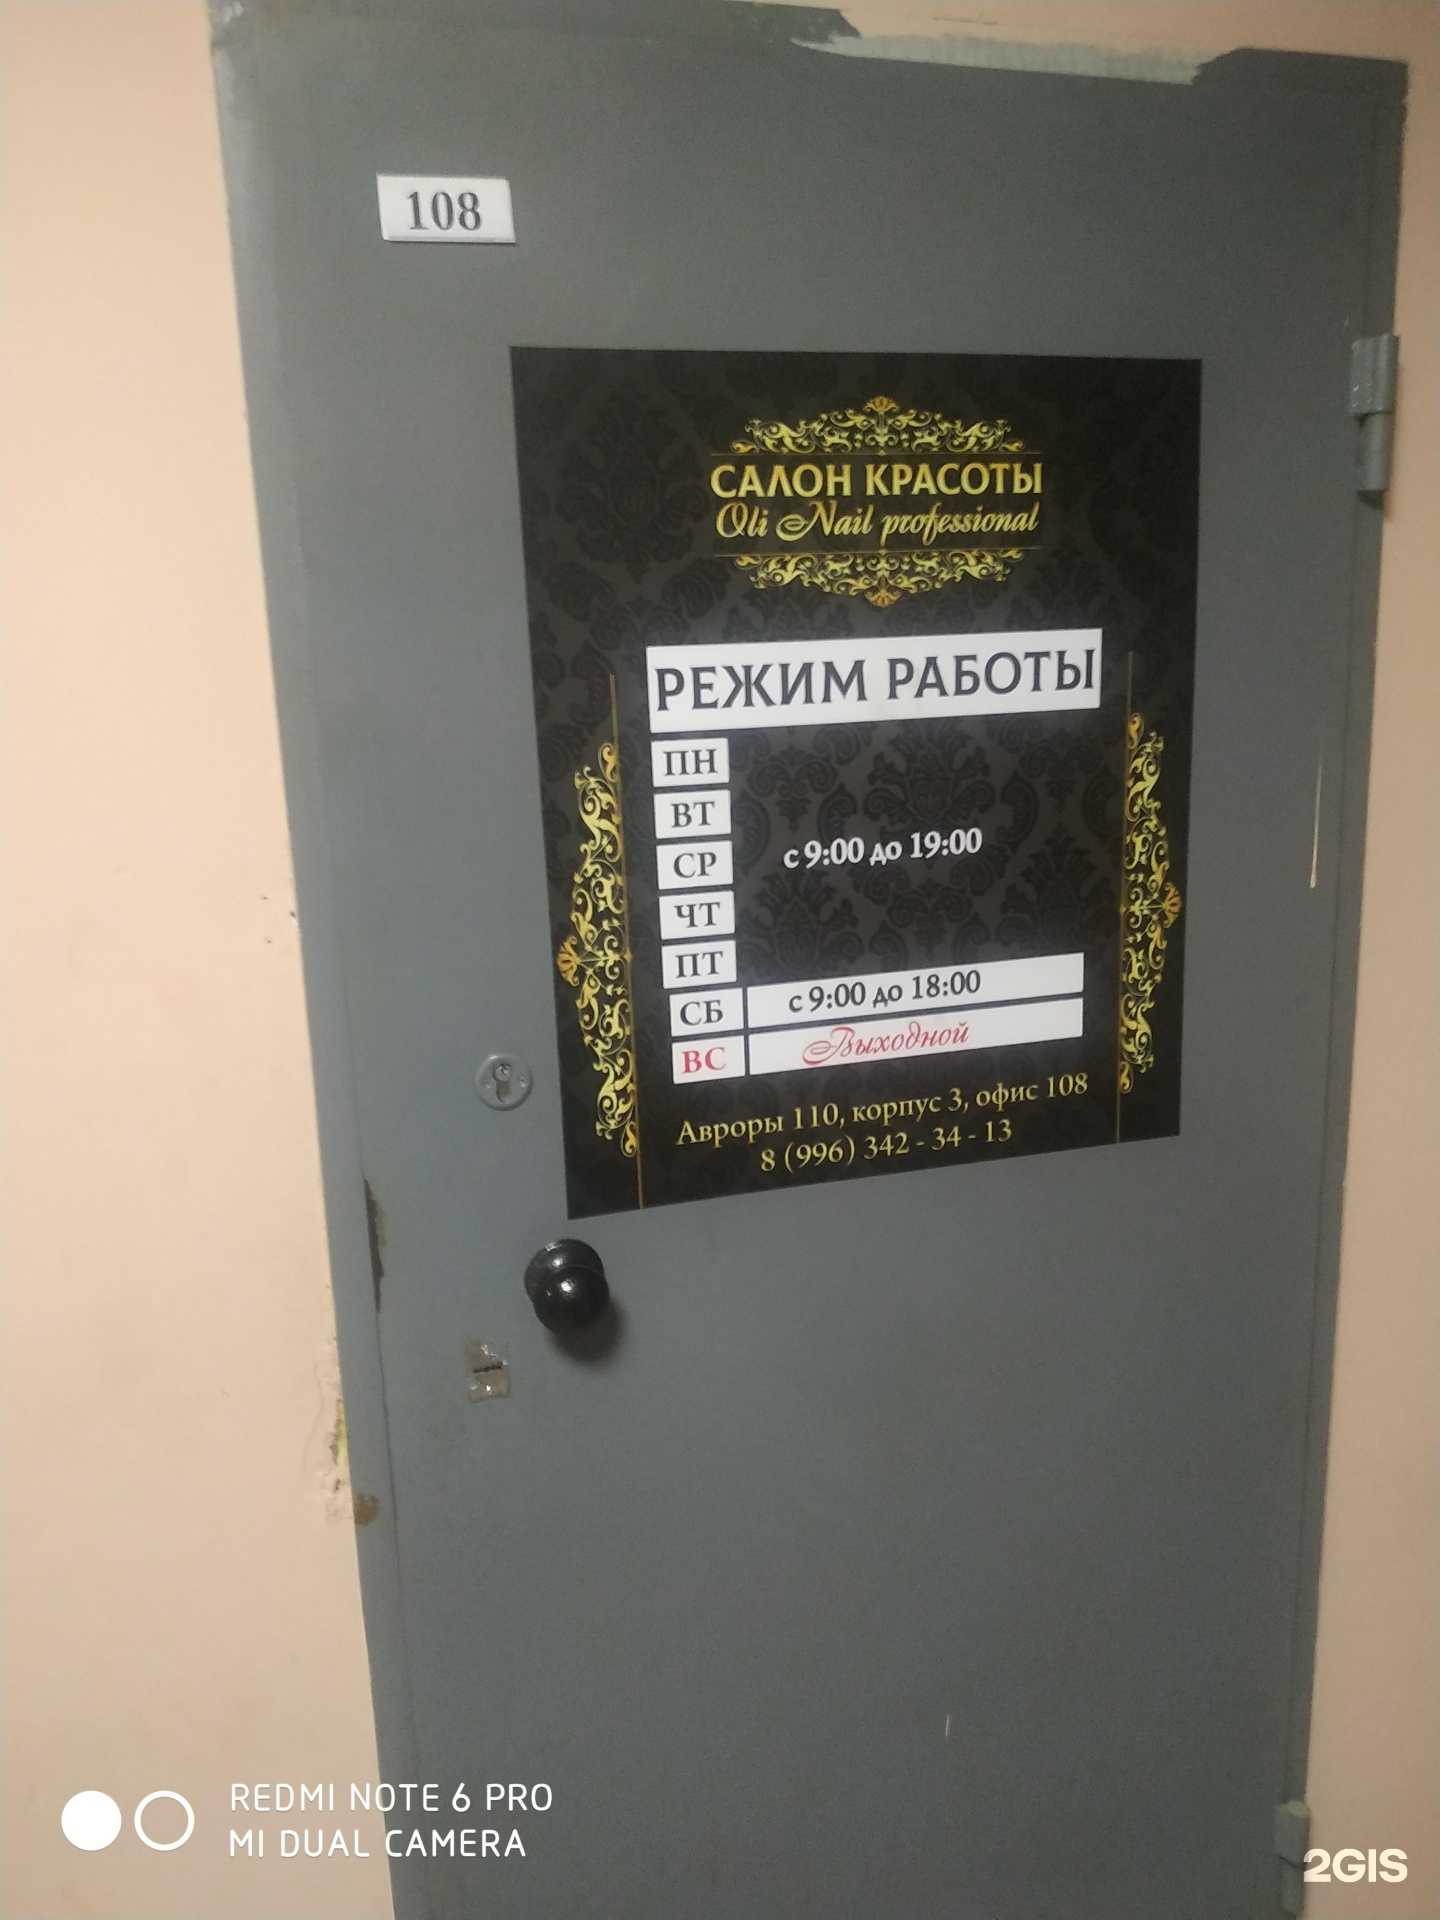 108
САЛОН КРАСОТЫ
Oli Nail professional
РЕЖИМ РАБОТЫ
ПН
ВТ
СР с 9:00 до 19:00
ЧТ
ПТ
СБ с 9:00 до 18:00
ВС Выходной
Авроры 110, корпус 3, офис 108
8 (996) 342 - 34 - 13
REDMI NOTE 6 PRO
MI DUAL CAMERA
2GIS